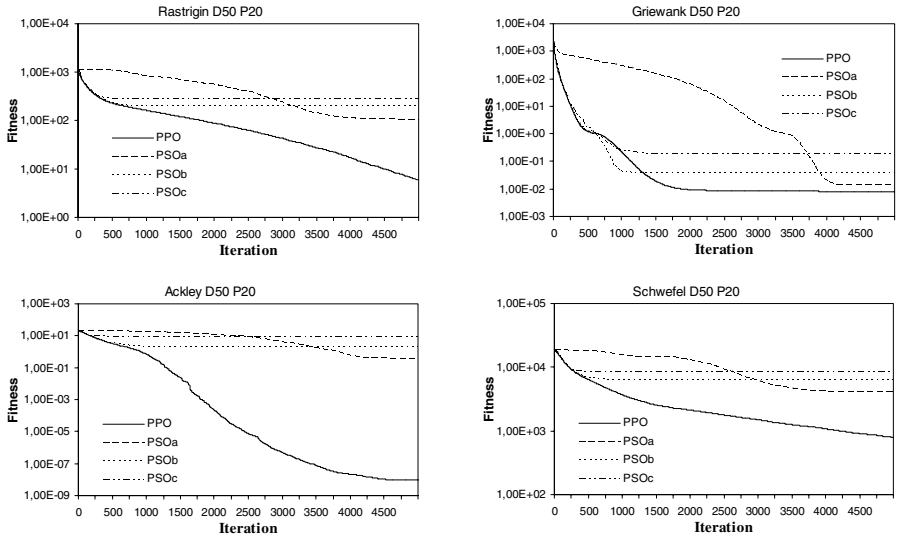 Rastrigin D50 P20
Fitness
1,00E+04
1,00E+03
1,00E+02
1,00E+01
1,00E+00
PPO
PSOa
PSOb
PSOc
0 500 1000 1500 2000 2500 3000 3500 4000 4500
Iteration
Griewank D50 P20
Fitness
1,00E+04
1,00E+03
1,00E+02
1,00E+01
1,00E+00
1,00E-01
1,00E-02
1,00E-03
PPO
PSOa
PSOb
PSOc
0 500 1000 1500 2000 2500 3000 3500 4000 4500
Iteration
Ackley D50 P20
Fitness
1,00E+03
1,00E+01
1,00E-01
1,00E-03
1,00E-05
1,00E-07
1,00E-09
PPO
PSOa
PSOb
PSOc
0 500 1000 1500 2000 2500 3000 3500 4000 4500
Iteration
Schwefel D50 P20
Fitness
1,00E+05
1,00E+04
1,00E+03
1,00E+02
PPO
PSOa
PSOb
PSOc
0 500 1000 1500 2000 2500 3000 3500 4000 4500
Iteration